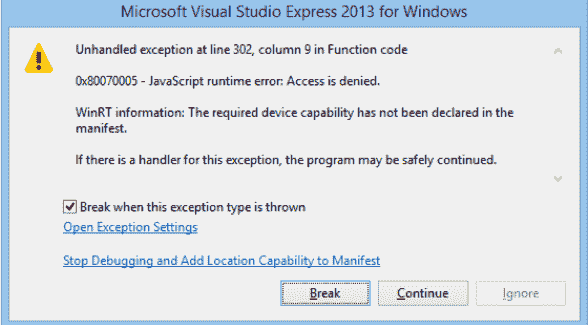 Microsoft Visual Studio Express 2013 for Windows
Unhandled exception at line 302, column 9 in Function code
0x80070005 - JavaScript runtime error: Access is denied.
WinRT information: The required device capability has not been declared in the
manifest.
If there is a handler for this exception, the program may be safely continued.
Break when this exception type is thrown
Open Exception Settings
Stop Debugging and Add Location Capability to Manifest
Break Continue Ignore